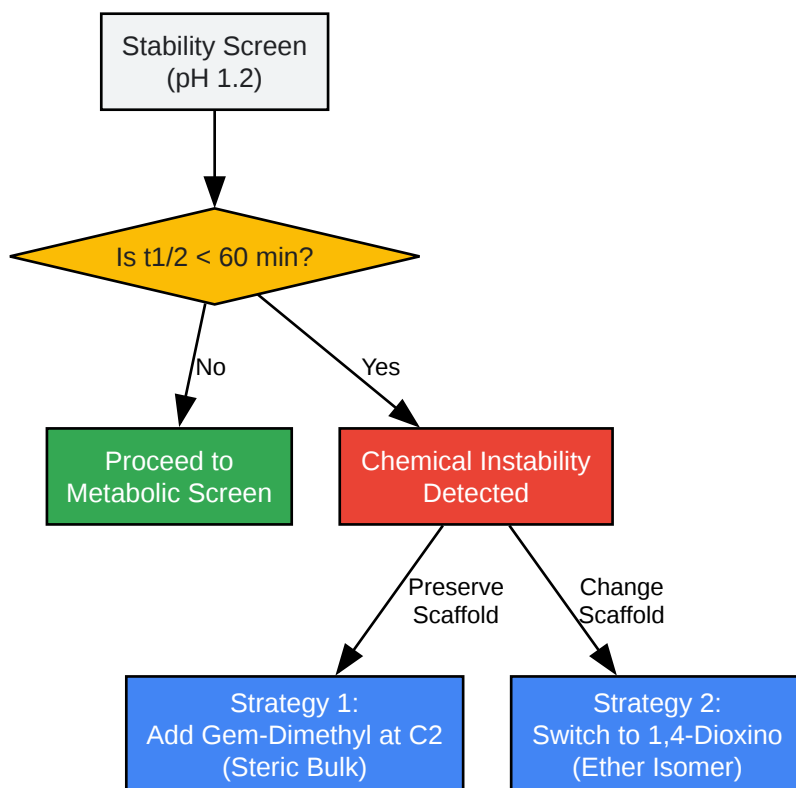 Stability Screen
(pH 1.2)
Is t1/2 < 60 min?
No
Yes
Proceed to
Metabolic Screen
Chemical Instability
Detected
Preserve
Scaffold
Change
Scaffold
Strategy 1:
Add Gem-Dimethyl at C2
(Steric Bulk)
Strategy 2:
Switch to 1,4-Dioxino
(Ether Isomer)